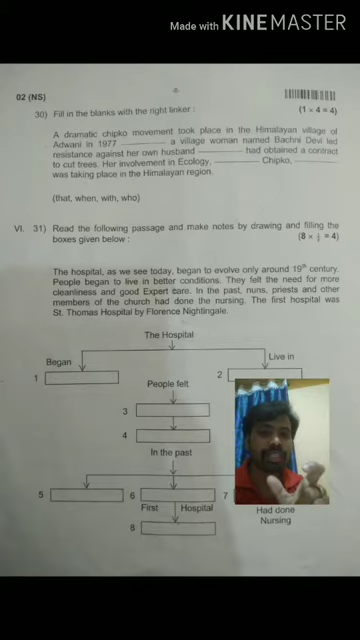 Made with KINEMASTER
02 (NS)
30) Fill in the blanks with the right linker : (1 × 4 = 4)
A dramatic chipko movement took place in the Himalayan village of
Adwani in 1977 __________ a village woman named Bachni Devi led
resistance against her own husband __________ had obtained a contract
to cut trees. Her involvement in Ecology, __________ Chipko, __________
was taking place in the Himalayan region.
(that, when, with, who)
VI. 31) Read the following passage and make notes by drawing and filling the
boxes given below : (8 × ½ = 4)
The hospital, as we see today, began to evolve only around 19th century.
People began to live in better conditions. They felt the need for more
cleanliness and good Expert care. In the past, nuns, priests and other
members of the church had done the nursing. The first hospital was
St. Thomas Hospital by Florence Nightingale.
The Hospital
Began Live in
1 2
People felt
3
4
In the past
5 6 7
First Hospital Had done
Nursing
8